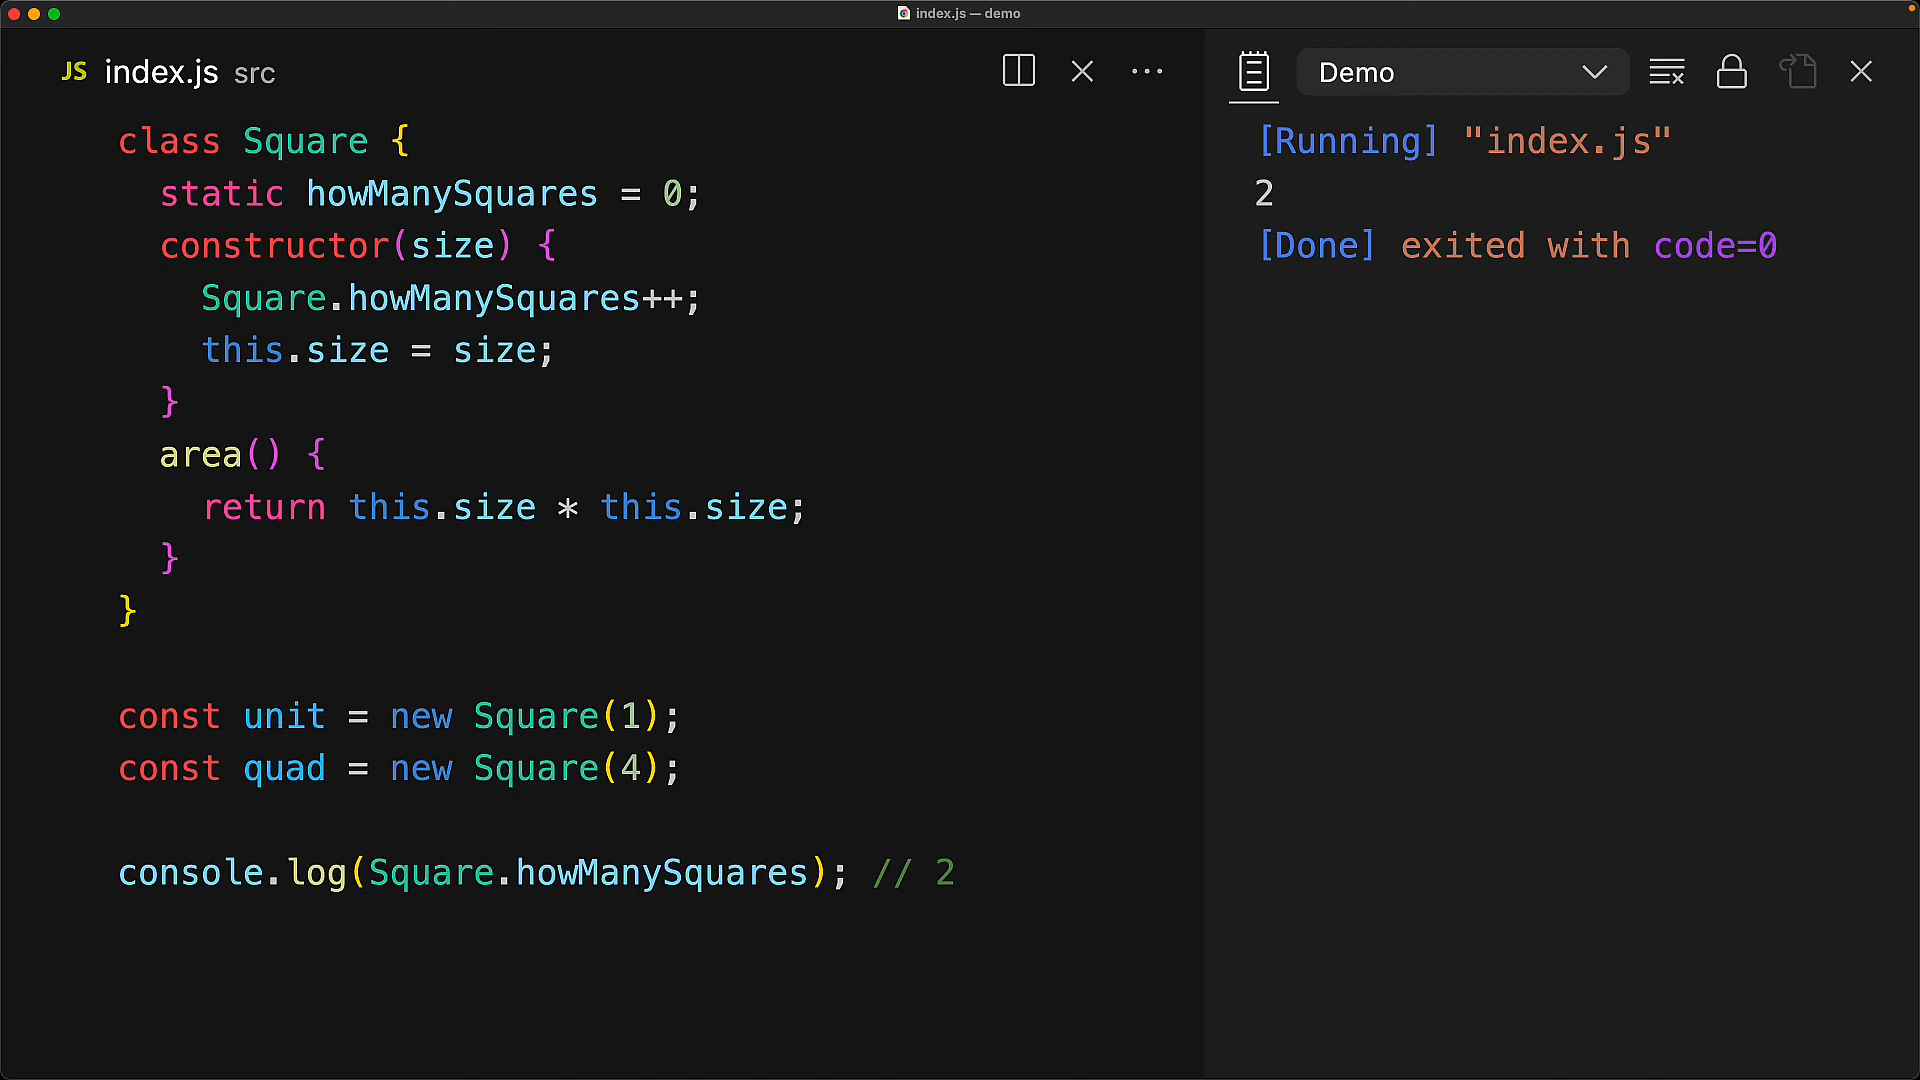 index.js — demo
JS index.js src
class Square {
static howManySquares = 0;
constructor(size) {
Square.howManySquares++;
this.size = size;
}
area() {
return this.size * this.size;
}
}
const unit = new Square(1);
const quad = new Square(4);
console.log(Square.howManySquares); // 2
Demo
[Running] "index.js"
2
[Done] exited with code=0